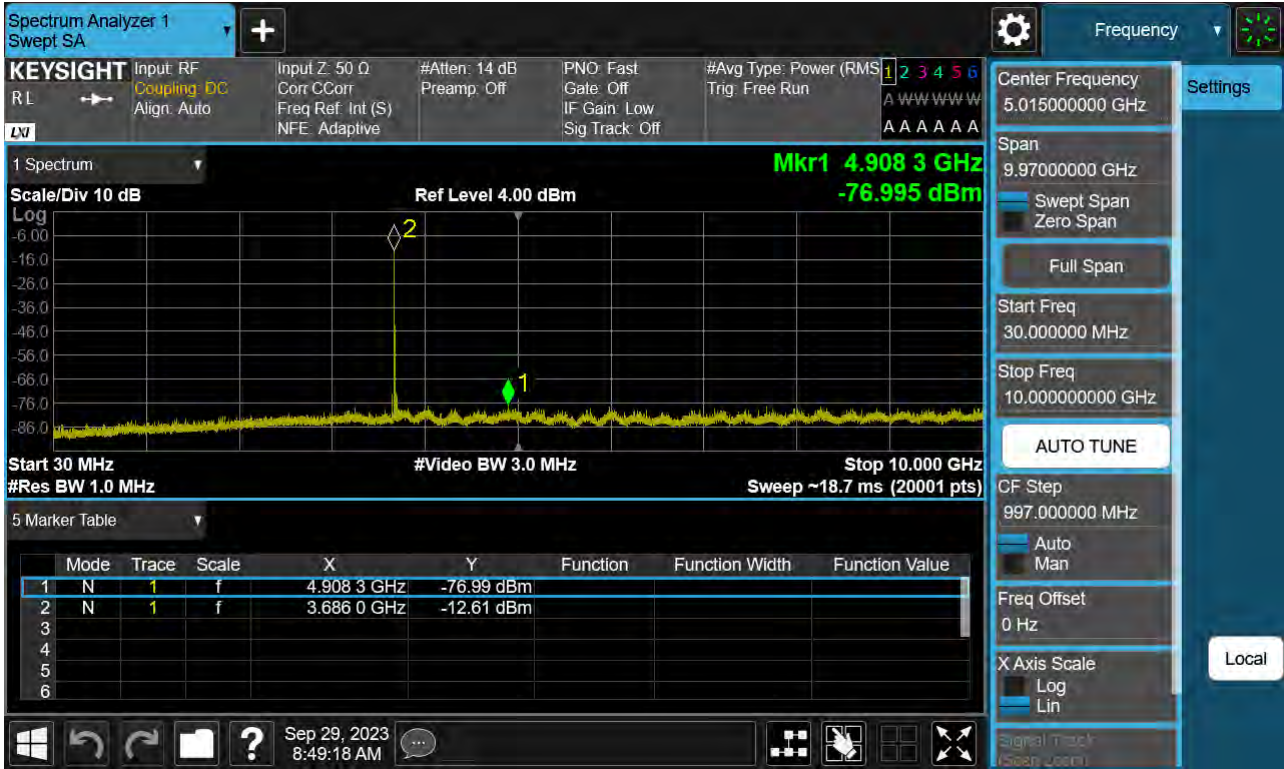 Spectrum Analyzer 1
Swept SA
+
Frequency
KEYSIGHT
Input: RF
Coupling: DC
Align: Auto
Input Z: 50 Ω
Corr CCorr
Freq Ref: Int (S)
NFE: Adaptive
#Atten: 14 dB
Preamp: Off
PNO: Fast
Gate: Off
IF Gain: Low
Sig Track: Off
#Avg Type: Power (RMS
Trig: Free Run
1 2 3 4 5 6
A W W W W W
A A A A A A
R L
LXI
1 Spectrum
Mkr1 4.908 3 GHz
-76.995 dBm
Scale/Div 10 dB
Ref Level 4.00 dBm
Log
-6.00
-16.0
-26.0
-36.0
-46.0
-56.0
-66.0
-76.0
-86.0
2
1
Start 30 MHz
#Video BW 3.0 MHz
Stop 10.000 GHz
#Res BW 1.0 MHz
Sweep ~18.7 ms (20001 pts)
5 Marker Table
Mode Trace Scale X Y Function Function Width Function Value
1 N 1 f 4.908 3 GHz -76.99 dBm
2 N 1 f 3.686 0 GHz -12.61 dBm
3
4
5
6
Center Frequency
5.015000000 GHz
Settings
Span
9.97000000 GHz
Swept Span
Zero Span
Full Span
Start Freq
30.000000 MHz
Stop Freq
10.000000000 GHz
AUTO TUNE
CF Step
997.000000 MHz
Auto
Man
Freq Offset
0 Hz
X Axis Scale
Log
Lin
Local
Signal Track
(Span Zoom)
?
Sep 29, 2023
8:49:18 AM